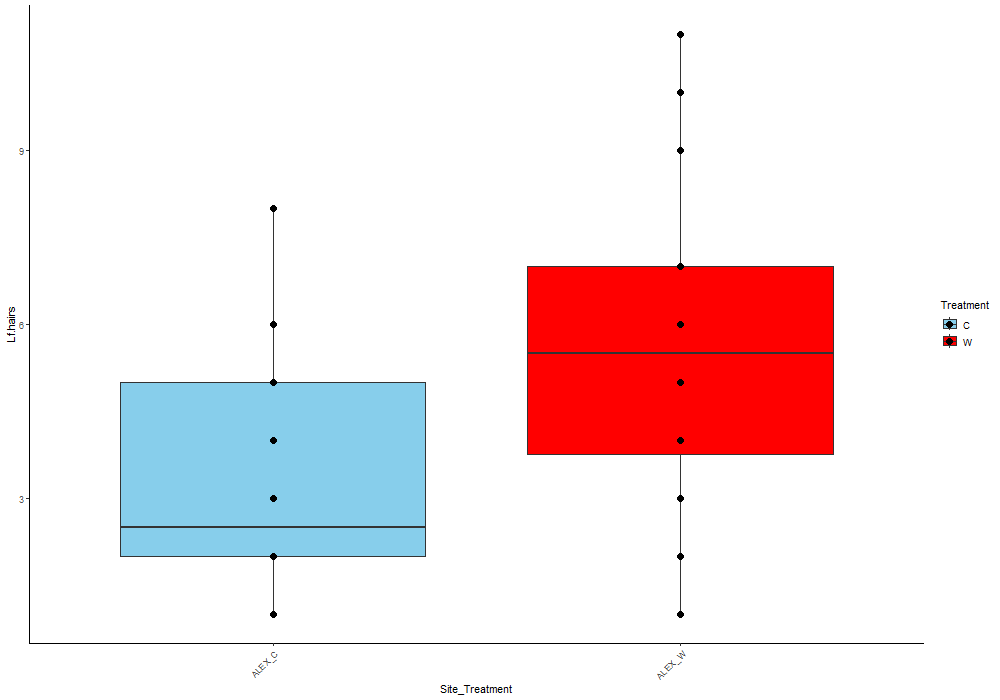 Lf.hairs
9
6
3
ALEX_C
ALEX_W
Site_Treatment
Treatment
C
W